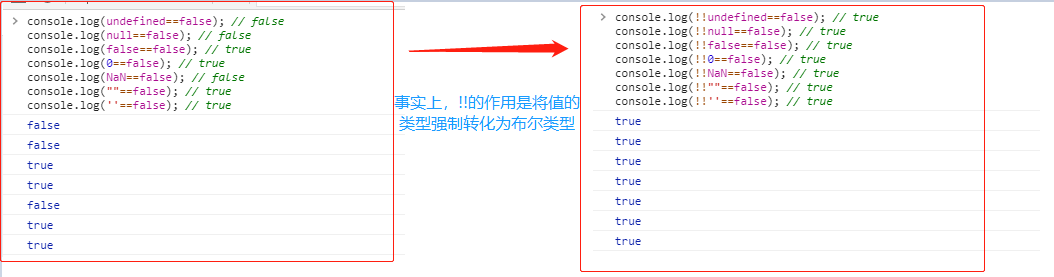 > console.log(undefined==false); // false
console.log(null==false); // false
console.log(false==false); // true
console.log(0==false); // true
console.log(NaN==false); // false
console.log(""==false); // true
console.log(''==false); // true
false
false
true
true
false
true
true
事实上，!!的作用是将值的
类型强制转化为布尔类型
> console.log(!!undefined==false); // true
console.log(!!null==false); // true
console.log(!!false==false); // true
console.log(!!0==false); // true
console.log(!!NaN==false); // true
console.log(!!""==false); // true
console.log(!!''==false); // true
true
true
true
true
true
true
true